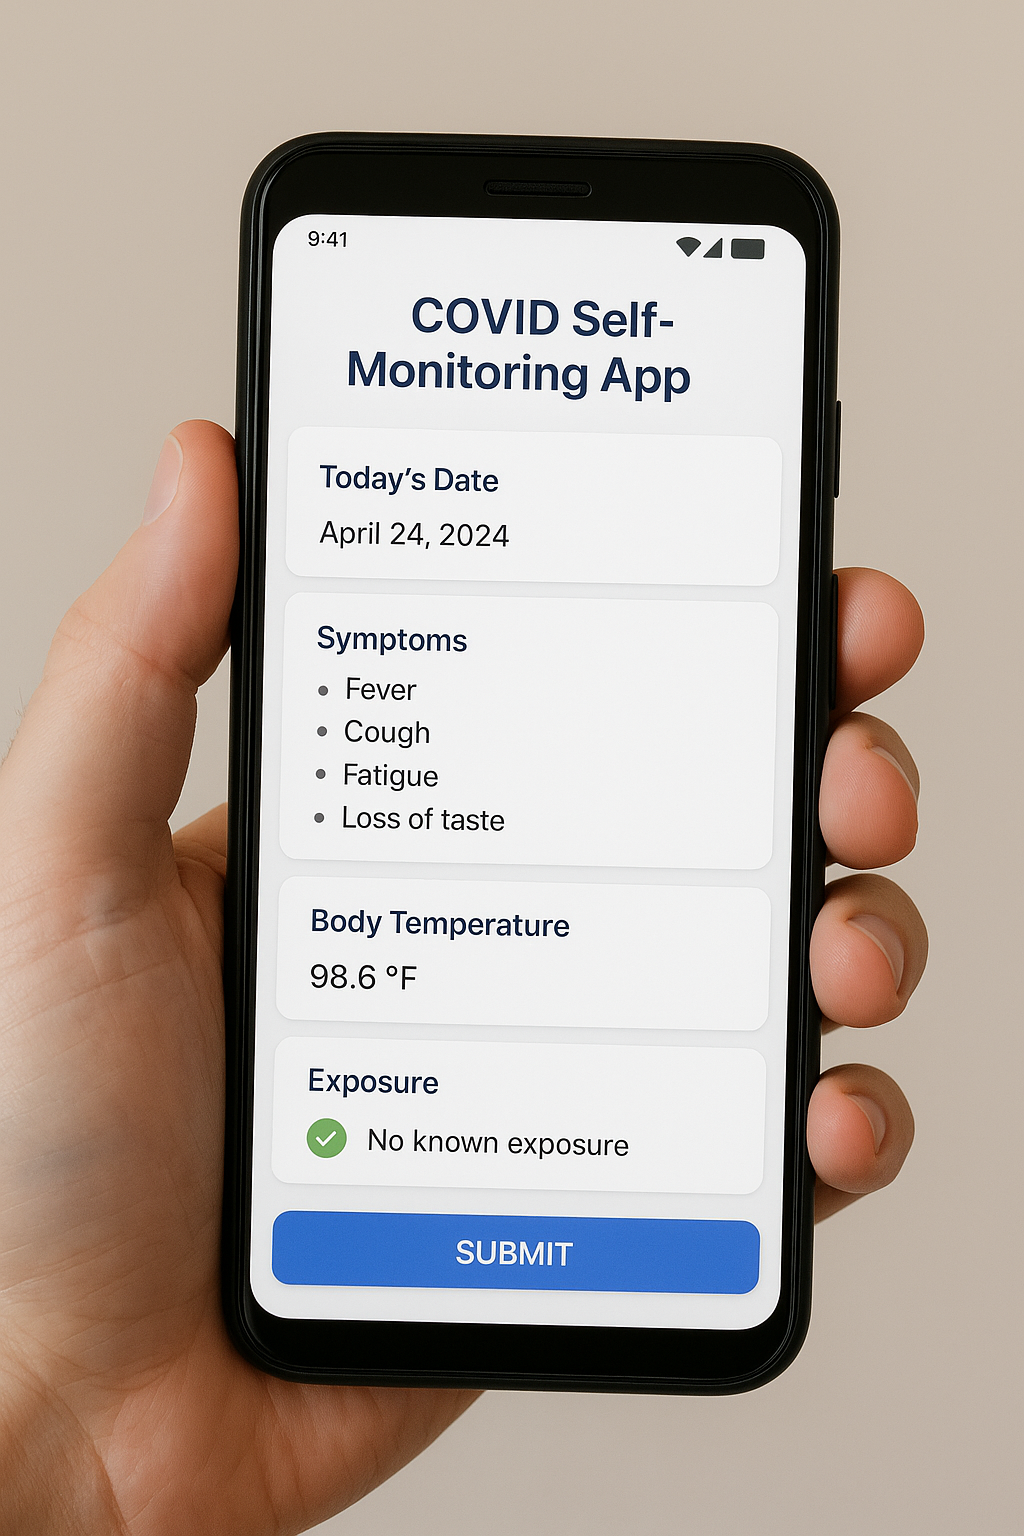 9:41
COVID Self-
Monitoring App
Today’s Date
April 24, 2024
Symptoms
• Fever
• Cough
• Fatigue
• Loss of taste
Body Temperature
98.6 °F
Exposure
No known exposure
SUBMIT